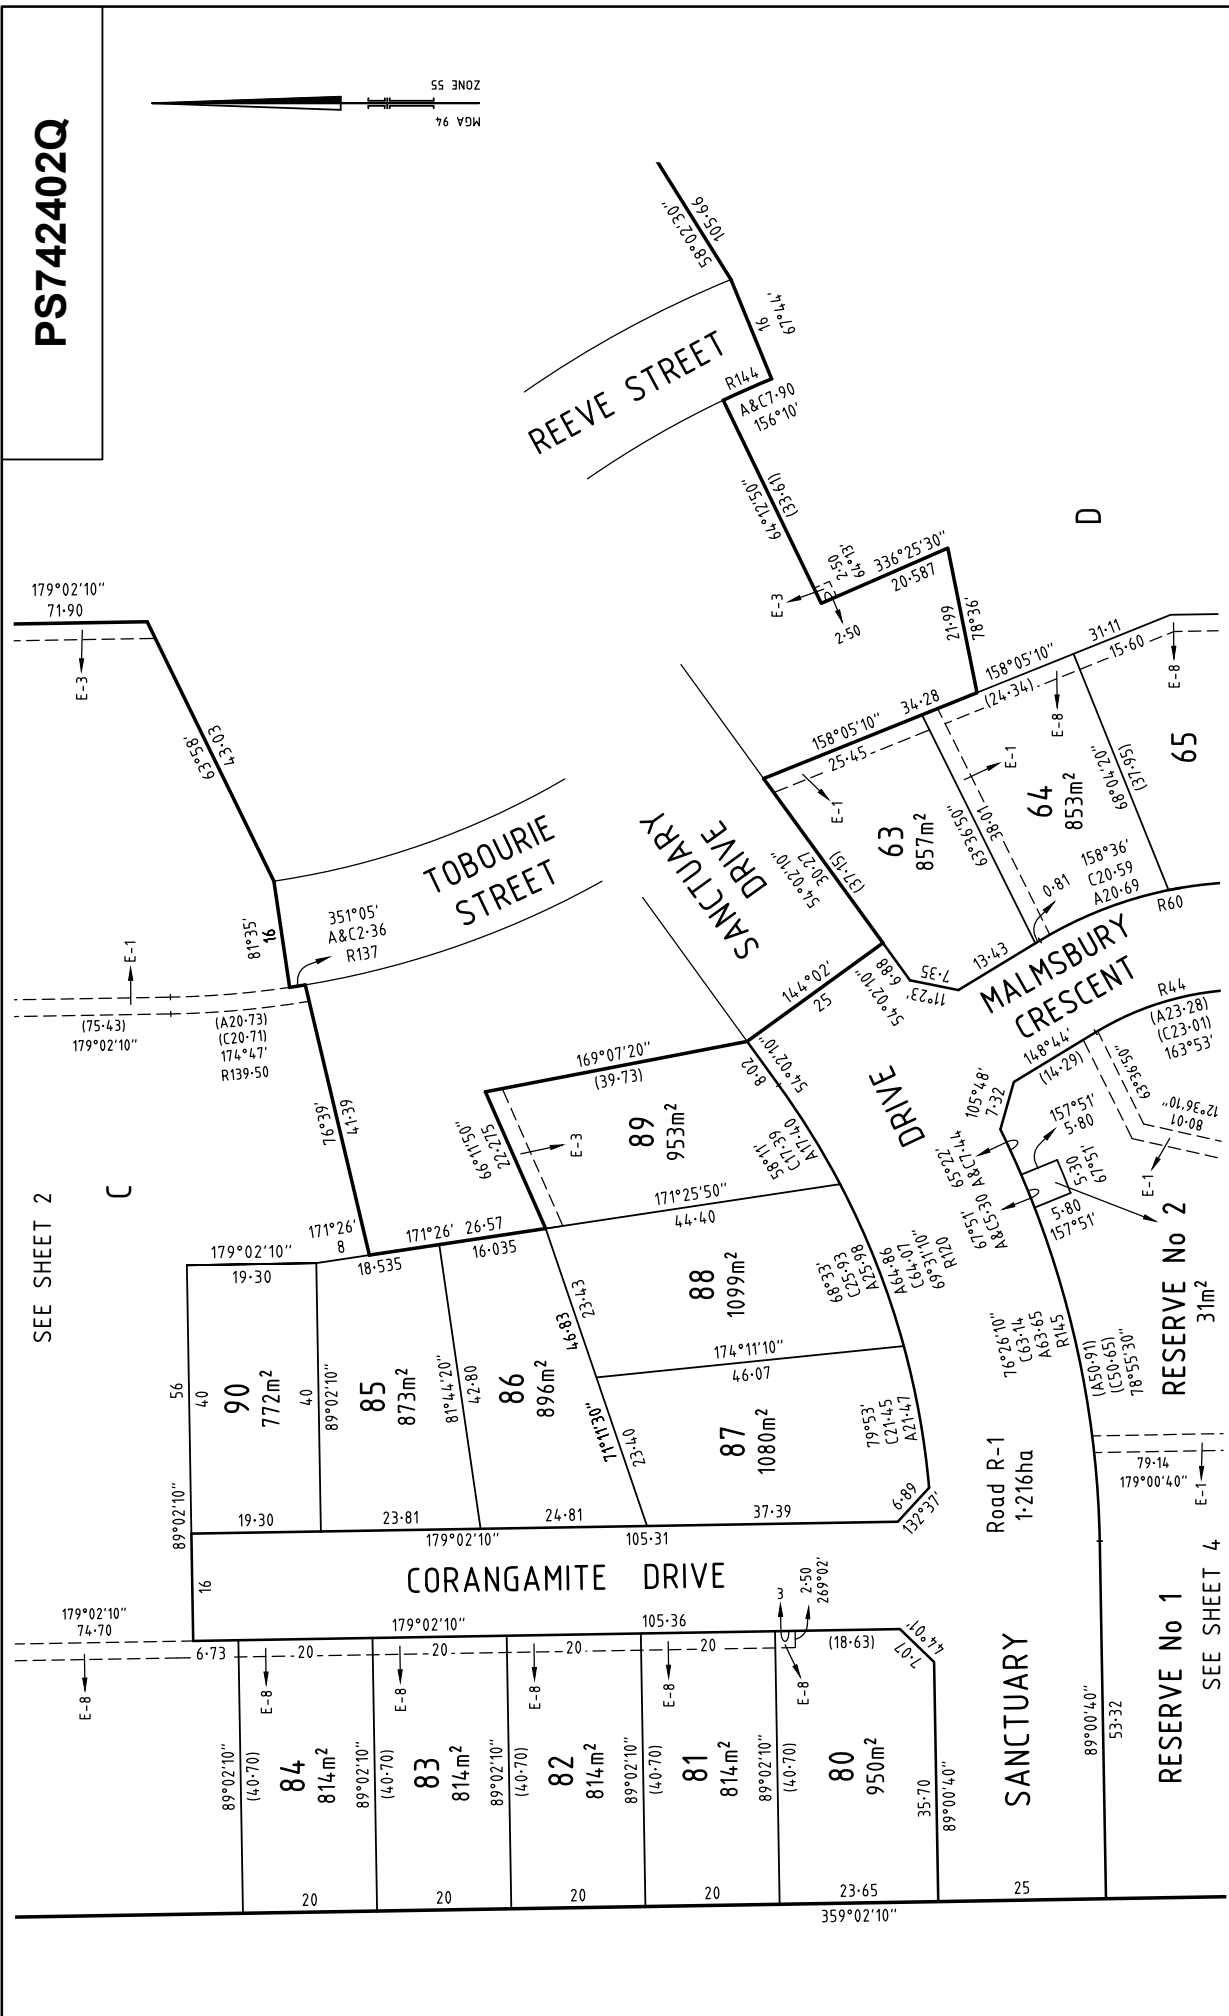 PS742402Q
MGA 94
ZONE 55
SEE SHEET 2
C
179°02'10"
71·90
E-3
63°58'
43·03
81°35'
16
351°05'
A&C2·36
R137
E-1
(75·43)
179°02'10"
(A20·73)
(C20·71)
174°47'
R139·50
76°39'
41·39
TOBOURIE
STREET
REEVE STREET
58°02'30"
105·66
16
67°44'
R144
A&C7·90
156°10'
64°12'50"
(33·61)
E-3
2·50
64°13'
2·50
336°25'30"
20·587
21·99
78°36'
D
158°05'10"
34·28
25·45
158°05'10"
(24·34)
31·11
15·60
E-8
E-8
E-1
E-1
63
857m²
63°36'50"
38·01
64
853m²
68°04'20"
(37·95)
65
0·81
158°36'
C20·59
A20·69
R60
SANCTUARY
DRIVE
54°02'10"
30·27
(37·15)
144°02'
25
54°02'10"
6·88
7·35
11°23'
13·43
MALMSBURY
CRESCENT
R44
(A23·28)
(C23·01)
163°53'
148°44'
(14·29)
105°48'
7·32
63°36'50"
80·01
12°36'10"
E-1
157°51'
5·80
5·30
67°51'
5·80
157°51'
65°22'
A&C7·44
67°51'
A&C5·30
RESERVE No 2
31m²
169°07'20"
(39·73)
8·02
54°02'10"
66°11'50"
22·275
E-3
89
953m²
58°11'
C17·39
A17·40
171°25'50"
44·40
88
1099m²
68°33'
C25·93
A25·98
A64·86
C64·07
69°31'10"
R120
174°11'10"
46·07
87
1080m²
79°53'
C21·45
A21·47
6·89
132°37'
37·39
76°26'10"
C63·14
A63·65
R145
(A50·91)
(C50·65)
78°55'30"
DRIVE
171°26'
8
171°26' 26·57
18·535
16·035
179°02'10"
19·30
56
40
90
772m²
40
89°02'10"
85
873m²
81°44'20"
42·80
86
896m²
46·83
23·43
71°11'30"
23·40
89°02'10"
19·30
23·81
24·81
179°02'10"
105·31
Road R-1
1·216ha
79·14
179°00'40"
E-1
16
CORANGAMITE DRIVE
179°02'10"
74·70
E-8
179°02'10"
105·36
6·73
20
20
20
20
3
2·50
269°02'
(18·63)
7·07
44°01'
E-8
E-8
E-8
E-8
E-8
89°02'10"
(40·70)
84
814m²
89°02'10"
(40·70)
83
814m²
89°02'10"
(40·70)
82
814m²
89°02'10"
(40·70)
81
814m²
89°02'10"
(40·70)
80
950m²
35·70
89°00'40"
SANCTUARY
89°00'40"
53·32
RESERVE No 1
SEE SHEET 4
20
20
20
20
23·65
359°02'10"
25